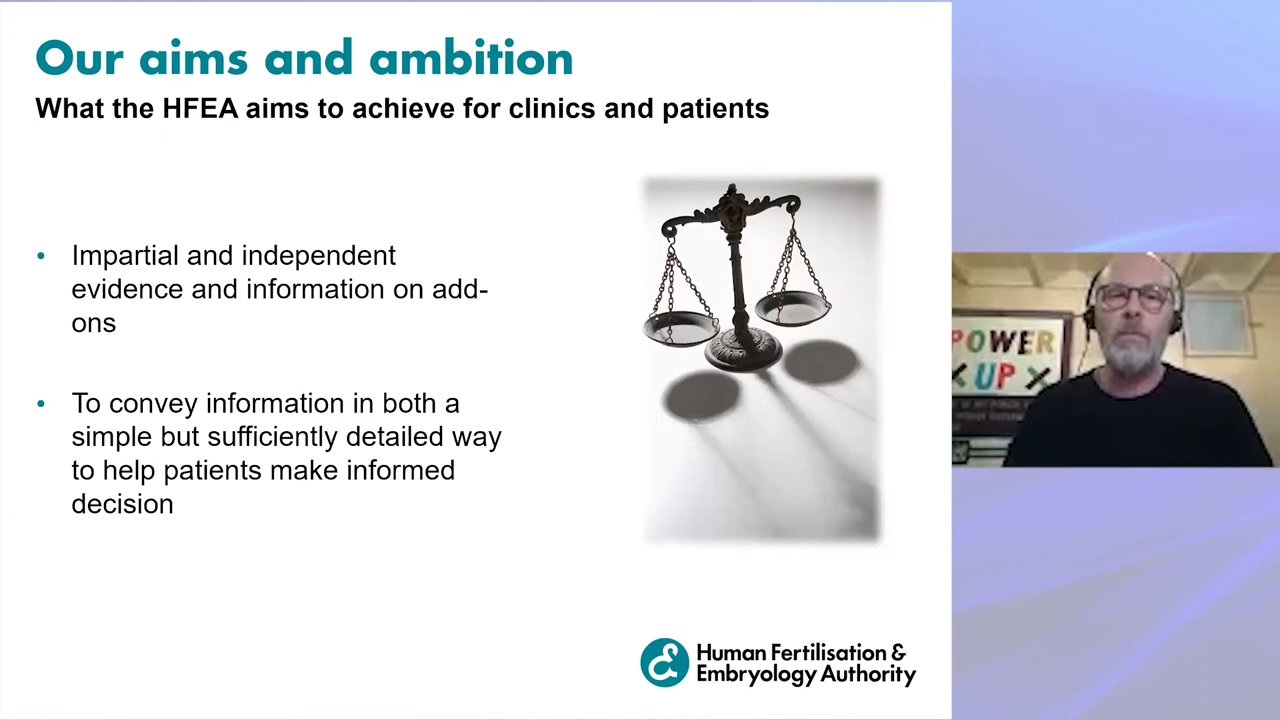 Our aims and ambition
What the HFEA aims to achieve for clinics and patients
• Impartial and independent
evidence and information on add-
ons
• To convey information in both a
simple but sufficiently detailed way
to help patients make informed
decision
Human Fertilisation &
Embryology Authority
POWER
UP